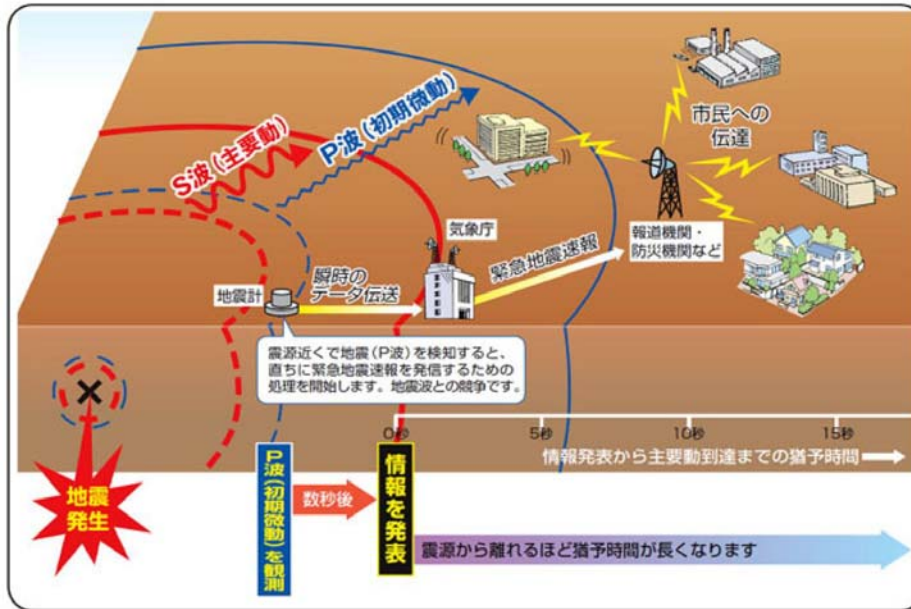 S波(主要動)
P波(初期微動)
市民への
伝達
気象庁
報道機関・
防災機関など
緊急地震速報
瞬時の
データ伝送
地震計
震源近くで地震(P波)を検知すると、
直ちに緊急地震速報を発信するための
処理を開始します。地震波との競争です。
0秒
5秒
10秒
15秒
情報発表から主要動到達までの猶予時間
地震
発生
P波(初期微動)を観測
数秒後
情報を発表
震源から離れるほど猶予時間が長くなります